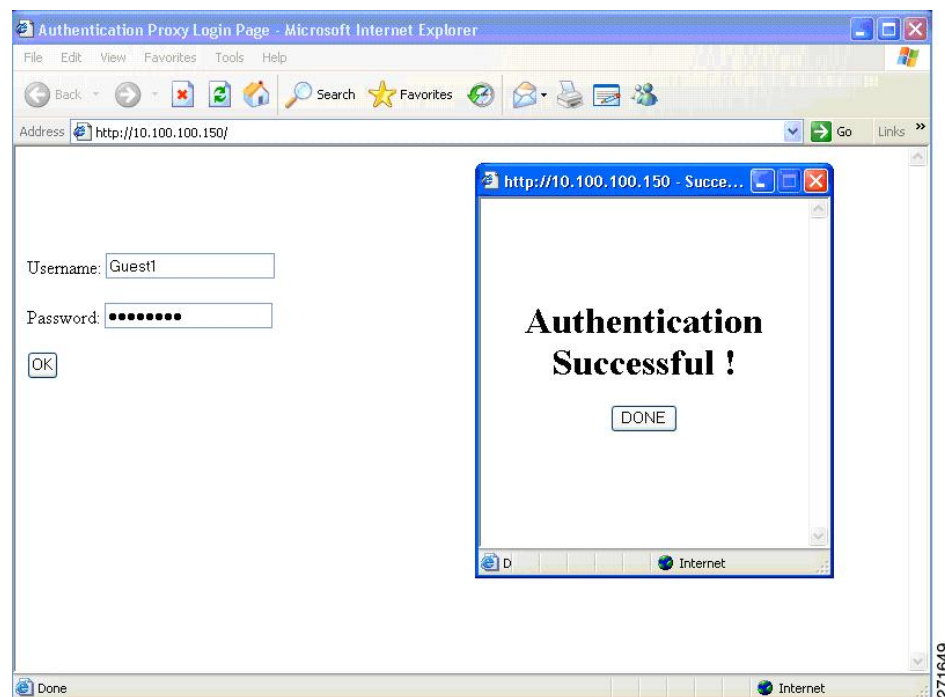 Authentication Proxy Login Page - Microsoft Internet Explorer
File Edit View Favorites Tools Help
Back Search Favorites
Address http://10.100.100.150/ Go Links »
http://10.100.100.150 - Succe...
Username: Guest1
Password: ••••••••
OK
Authentication
Successful !
DONE
D Internet
Done Internet
271649